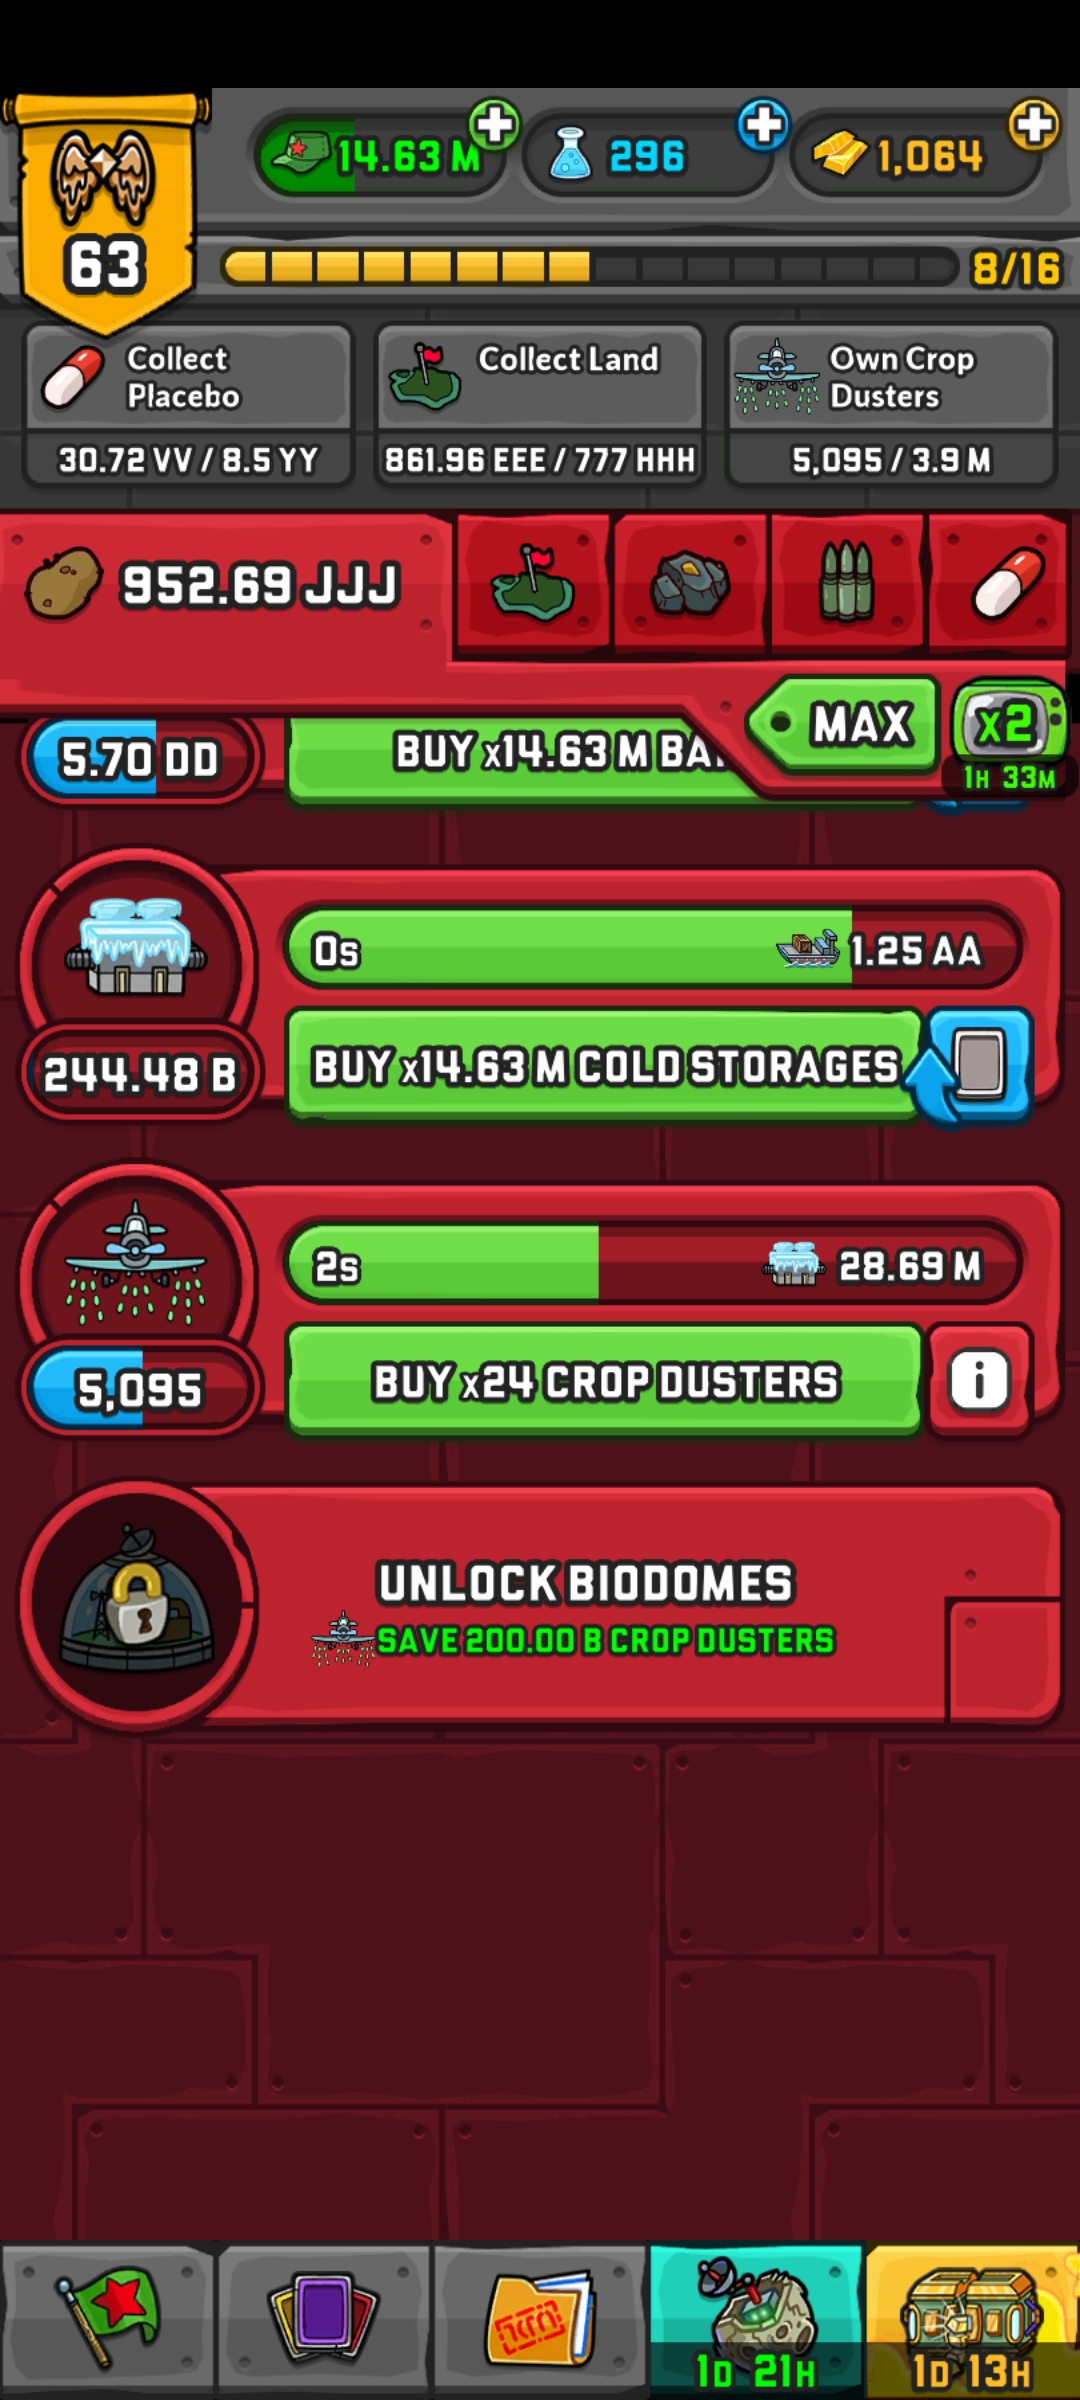 14.63 M
296
1,064
63
8/16
Collect
Placebo
30.72 VV / 8.5 YY
Collect Land
861.96 EEE / 777 HHH
Own Crop
Dusters
5,095 / 3.9 M
952.69 JJJ
MAX
X2
1H 33M
5.70 DD
BUY x14.63 M
0s
1.25 AA
244.48 B
BUY x14.63 M COLD STORAGES
2s
28.69 M
5,095
BUY x24 CROP DUSTERS
i
UNLOCK BIODOMES
SAVE 200.00 B CROP DUSTERS
1D 21H
1D 13H